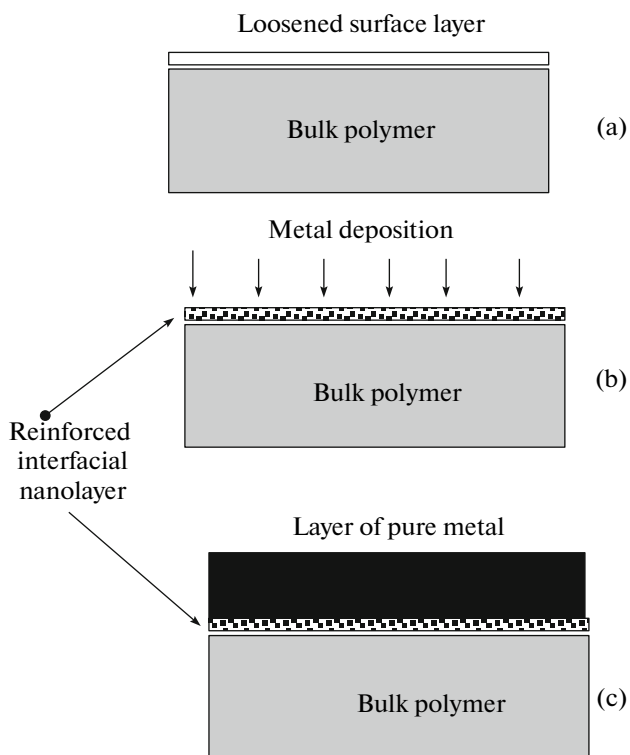 Loosened surface layer
Bulk polymer
(a)
Metal deposition
Bulk polymer
(b)
Reinforced
interfacial
nanolayer
Layer of pure metal
Bulk polymer
(c)